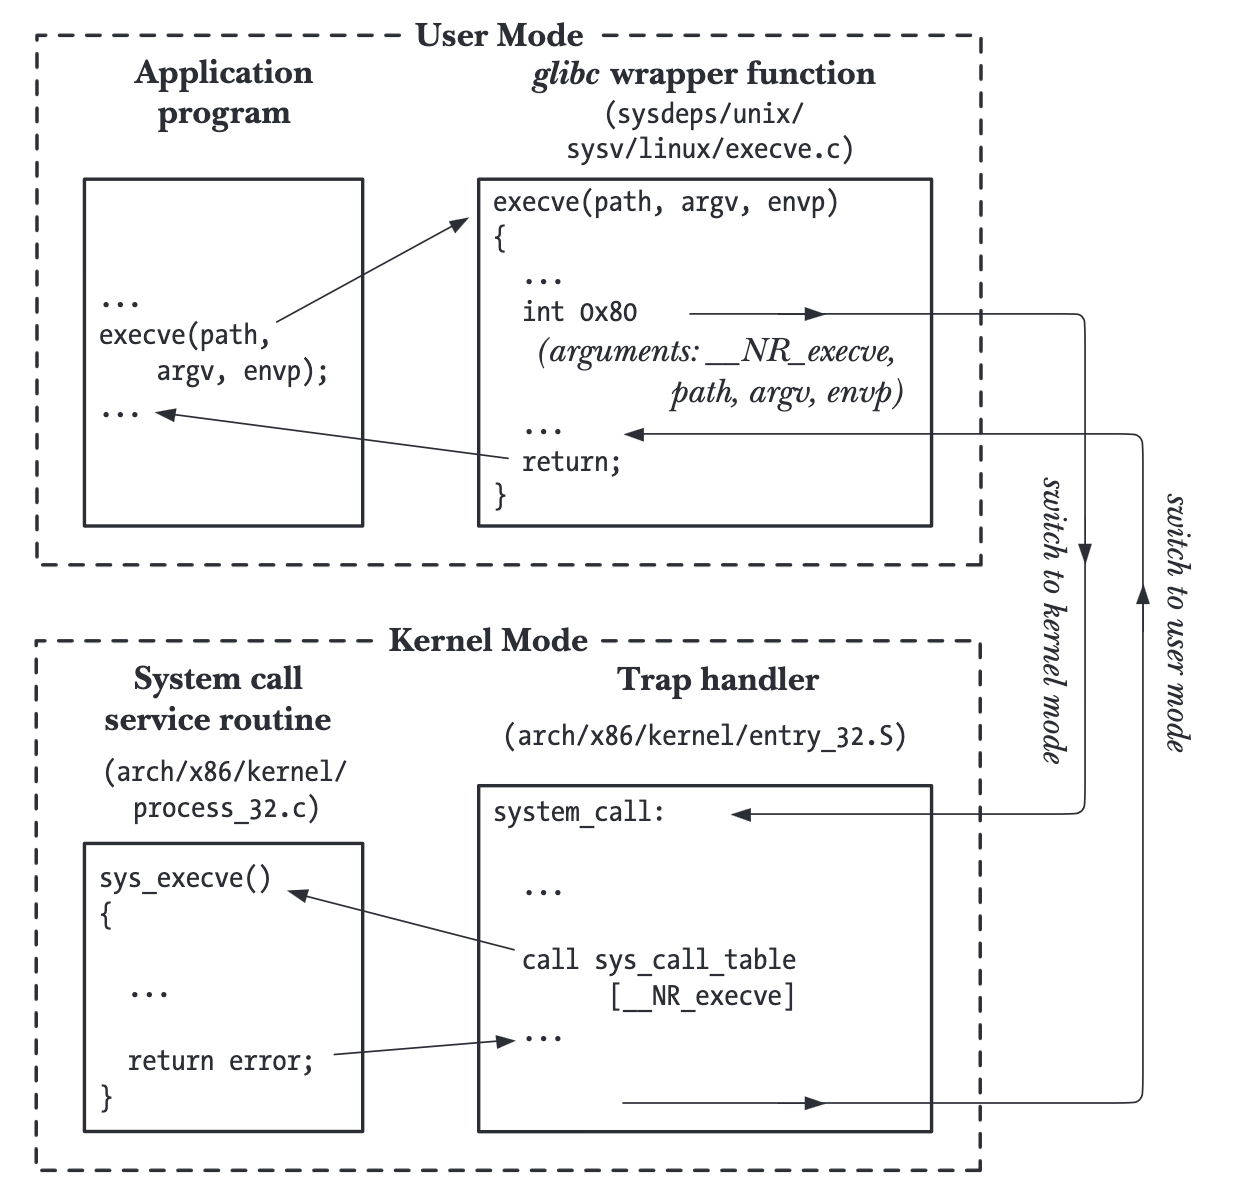 User Mode
Application
program
glibc wrapper function
(sysdeps/unix/
sysv/linux/execve.c)
...
execve(path,
argv, envp);
...
execve(path, argv, envp)
{
...
int 0x80
(arguments: __NR_execve,
path, argv, envp)
...
return;
}
switch to kernel mode
switch to user mode
Kernel Mode
System call
service routine
(arch/x86/kernel/
process_32.c)
Trap handler
(arch/x86/kernel/entry_32.S)
sys_execve()
{
...
return error;
}
system_call:
...
call sys_call_table
[__NR_execve]
...